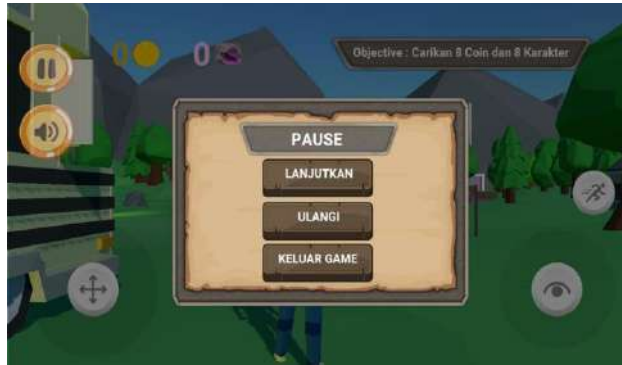 0
0
Objective : Carikan 8 Coin dan 8 Karakter
PAUSE
LANJUTKAN
ULANGI
KELUAR GAME